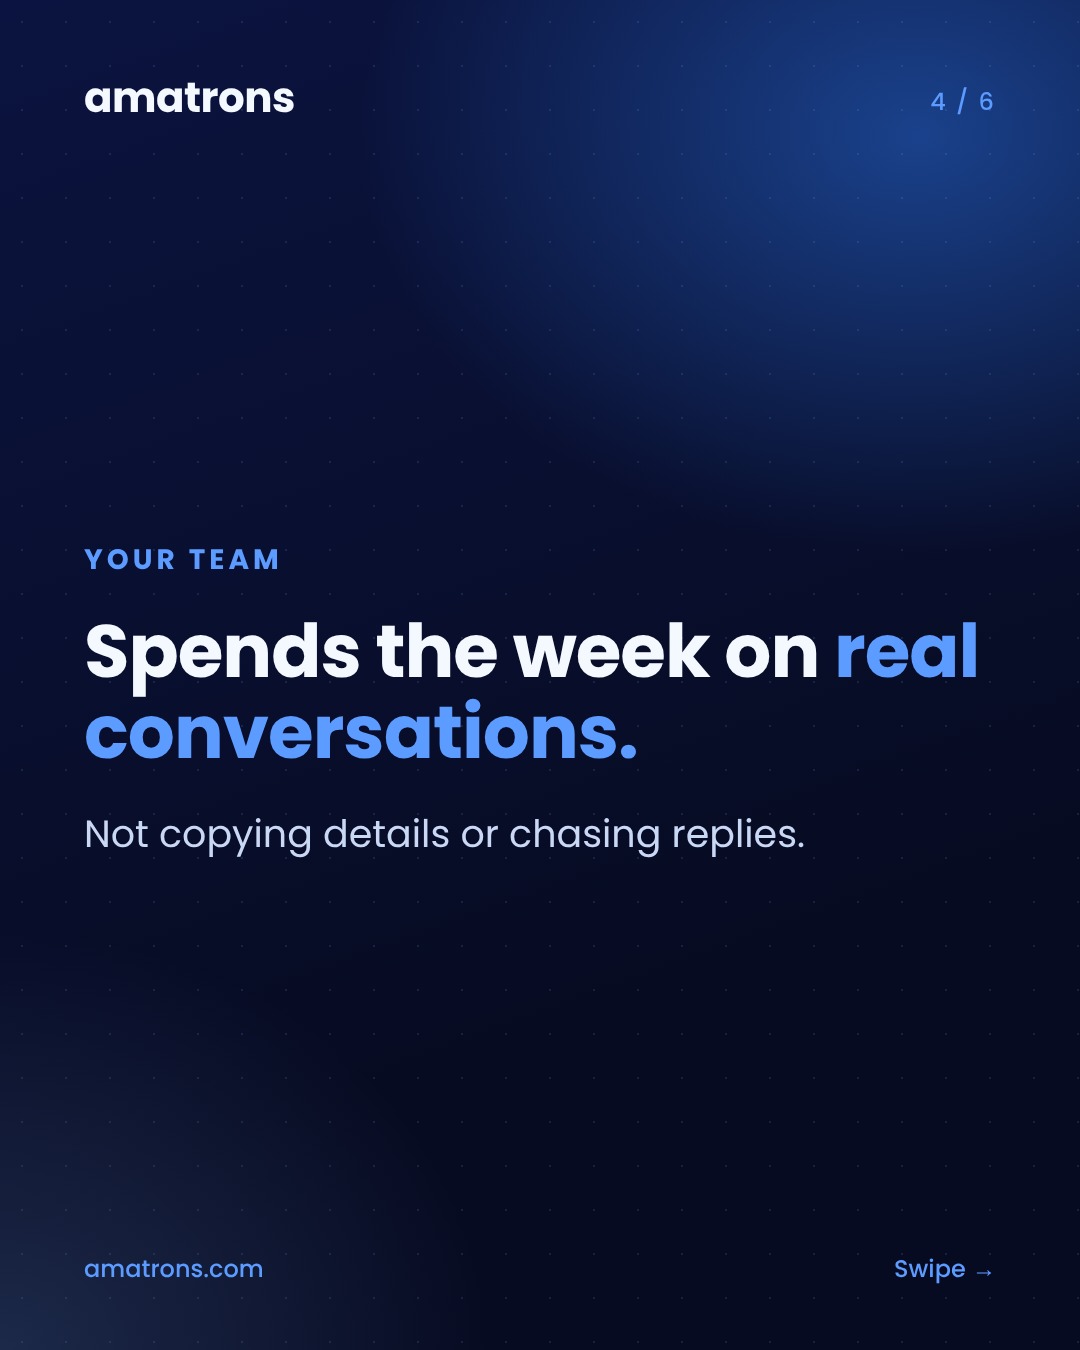 amatrons
4 / 6
YOUR TEAM
Spends the week on real
conversations.
Not copying details or chasing replies.
amatrons.com
Swipe →